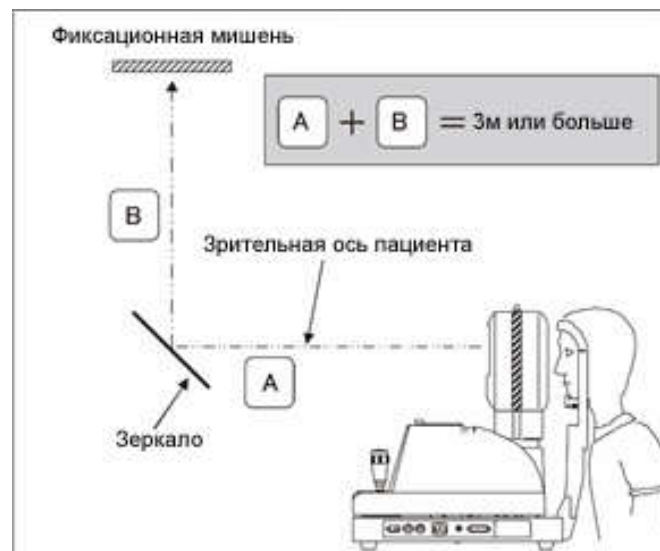 Фиксационная мишень
A + B = 3м или больше
B
Зрительная ось пациента
A
Зеркало